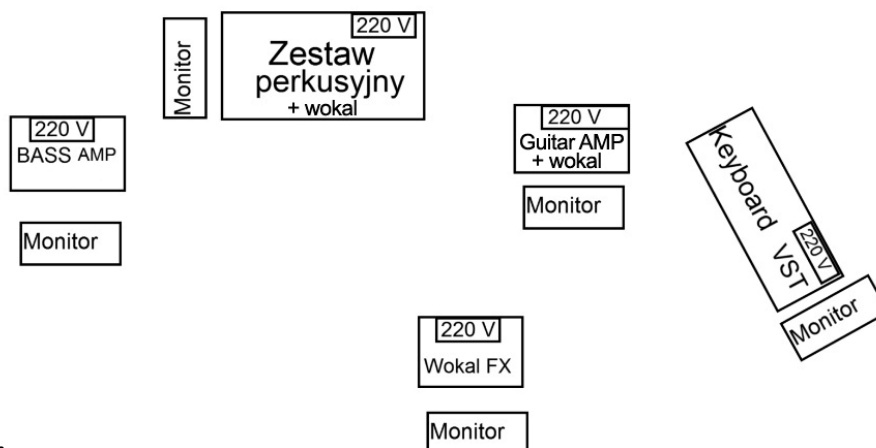 220 V
Zestaw
perkusyjny
+ wokal
Monitor
220 V
BASS AMP
Monitor
220 V
Guitar AMP
+ wokal
Monitor
Keyboard VST
220 V
Monitor
220 V
Wokal FX
Monitor